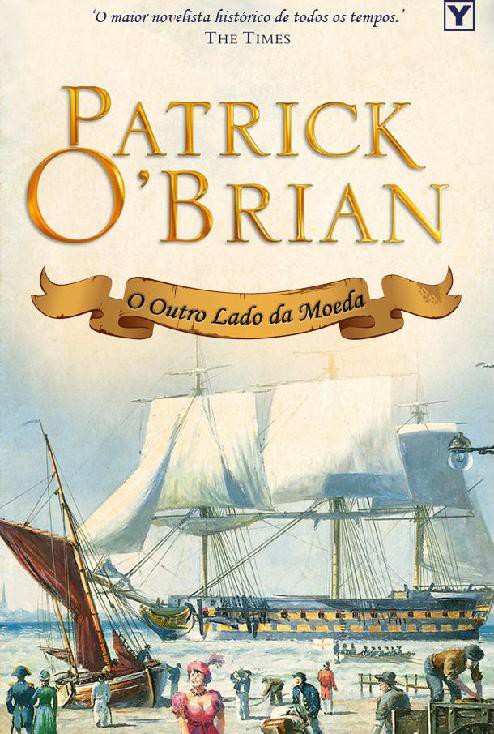 ‘O maior novelista histórico de todos os tempos.’
THE TIMES
Y
PATRICK
O’BRIAN
O Outro Lado da Moeda